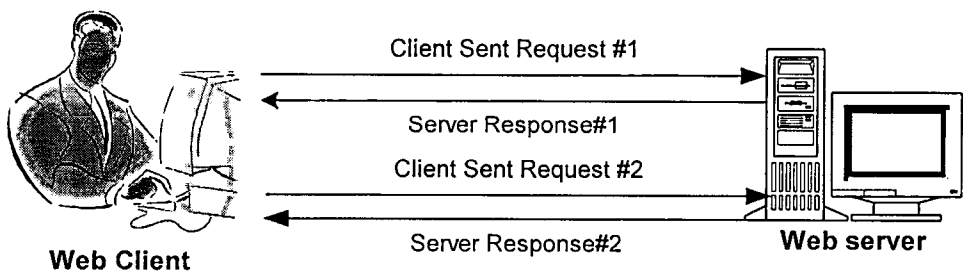 Client Sent Request #1
Server Response#1
Client Sent Request #2
Server Response#2
Web Client
Web server